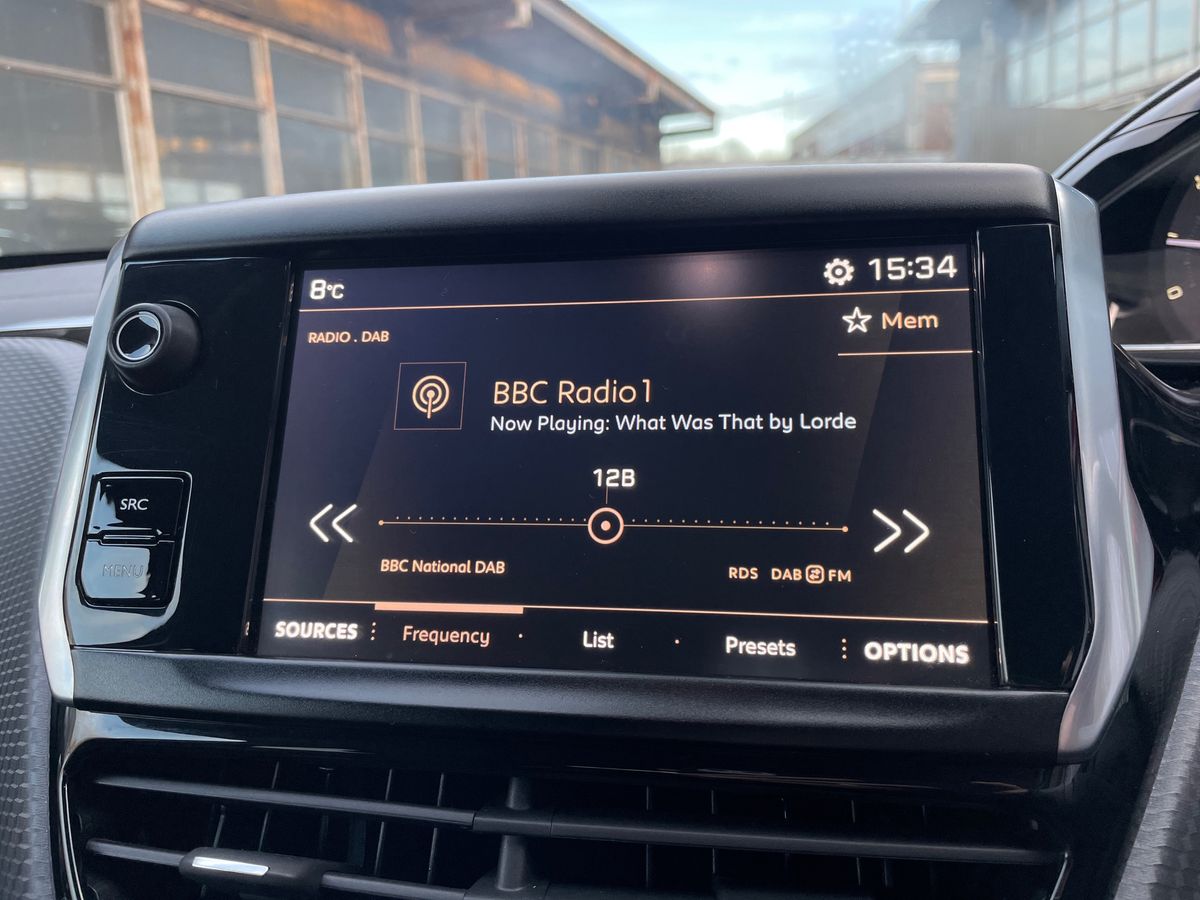 8°C
15:34
RADIO . DAB
Mem
BBC Radio 1
Now Playing: What Was That by Lorde
12B
SRC
MENU
BBC National DAB
RDS DAB FM
SOURCES Frequency List Presets OPTIONS
0